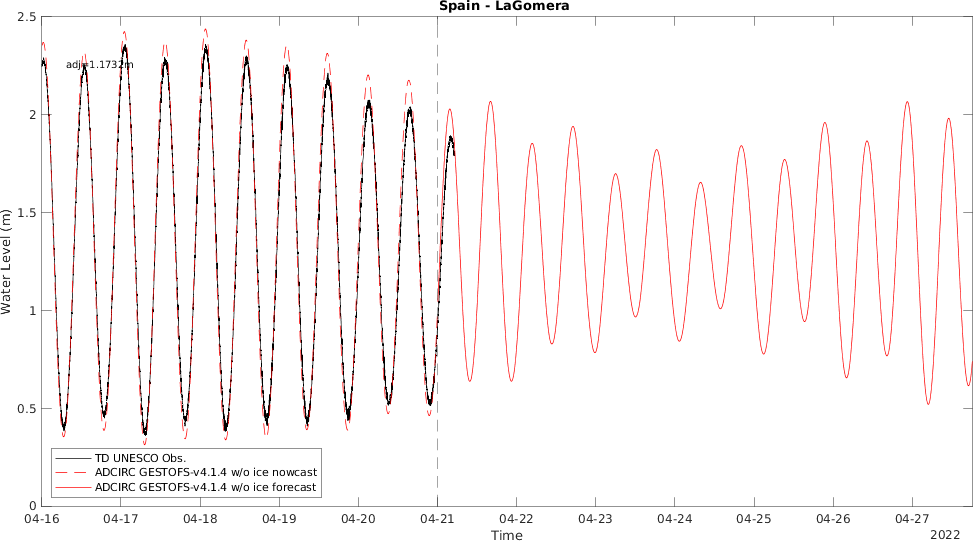 Spain - LaGomera
2.5
2
1.5
1
0.5
0
Water Level (m)
adj=1.1732m
TD UNESCO Obs.
ADCIRC GESTOFS-v4.1.4 w/o ice nowcast
ADCIRC GESTOFS-v4.1.4 w/o ice forecast
04-16 04-17 04-18 04-19 04-20 04-21 04-22 04-23 04-24 04-25 04-26 04-27
Time
2022